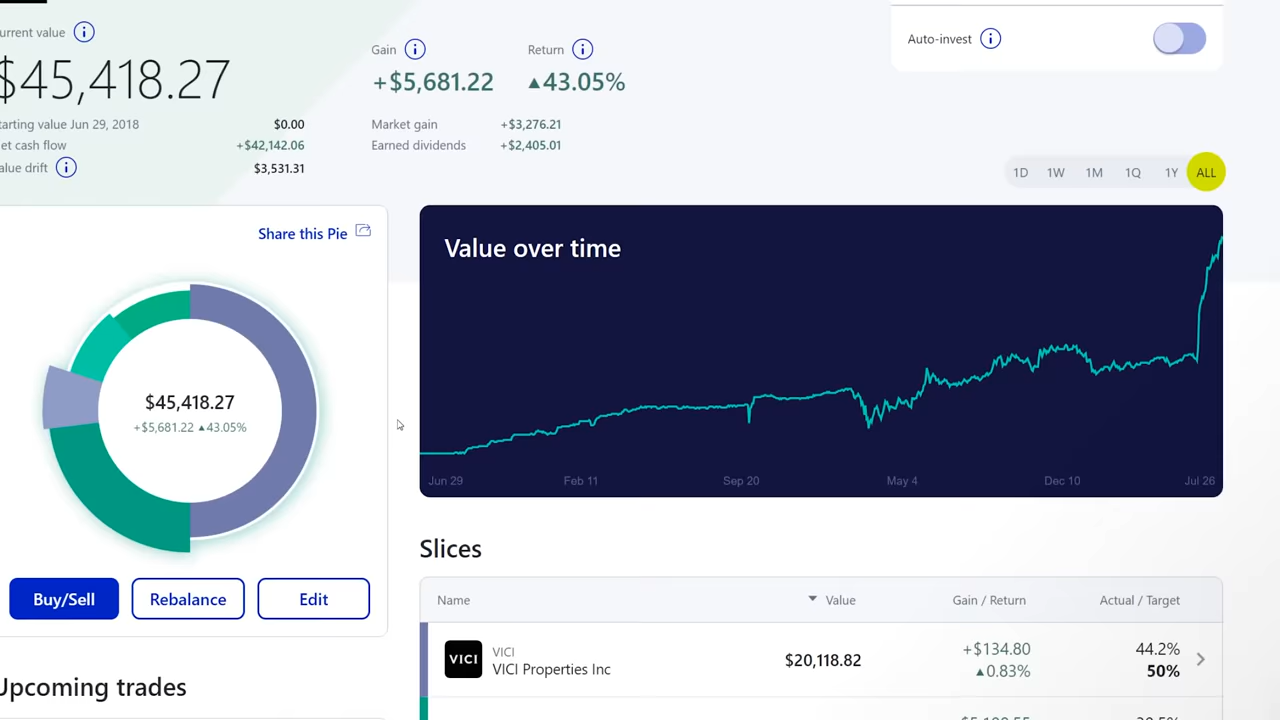 urrent value
$45,418.27
tarting value Jun 29, 2018 $0.00
et cash flow +$42,142.06
alue drift $3,531.31
Gain Return
+$5,681.22 ▲43.05%
Market gain +$3,276.21
Earned dividends +$2,405.01
Auto-invest
1D 1W 1M 1Q 1Y ALL
Share this Pie
$45,418.27
+$5,681.22 ▲43.05%
Buy/Sell Rebalance Edit
Upcoming trades
Value over time
Jun 29 Feb 11 Sep 20 May 4 Dec 10 Jul 26
Slices
Name Value Gain / Return Actual / Target
VICI
VICI
VICI Properties Inc
$20,118.82
+$134.80
▲0.83%
44.2%
50%